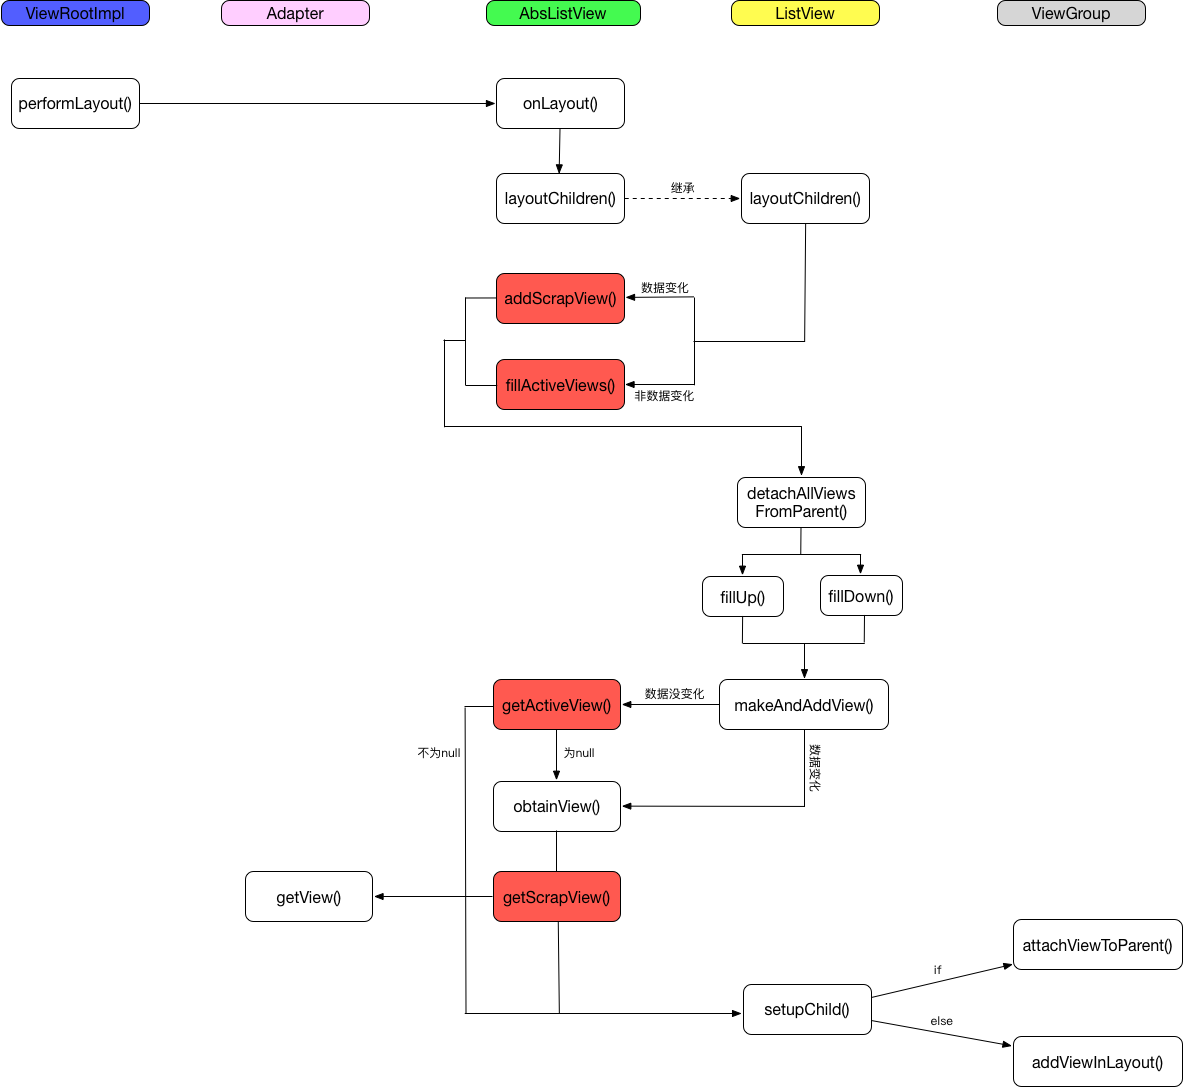 ViewRootImpl
Adapter
AbsListView
ListView
ViewGroup
performLayout()
onLayout()
layoutChildren()
继承
layoutChildren()
addScrapView()
数据变化
fillActiveViews()
非数据变化
detachAllViews
FromParent()
fillUp()
fillDown()
getActiveView()
数据没变化
makeAndAddView()
不为null
为null
数据变化
obtainView()
getView()
getScrapView()
attachViewToParent()
if
setupChild()
else
addViewInLayout()